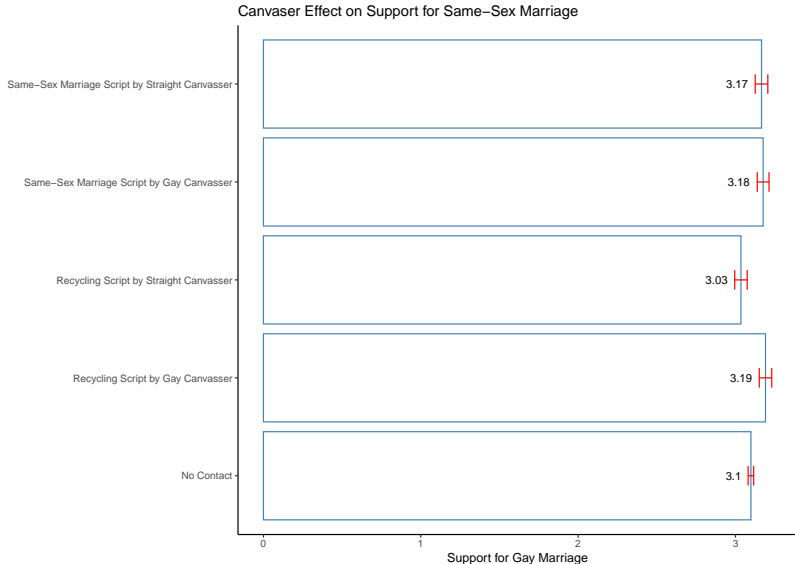 Canvaser Effect on Support for Same−Sex Marriage
Same−Sex Marriage Script by Straight Canvasser
3.17
Same−Sex Marriage Script by Gay Canvasser
3.18
Recycling Script by Straight Canvasser
3.03
Recycling Script by Gay Canvasser
3.19
No Contact
3.1
0 1 2 3
Support for Gay Marriage